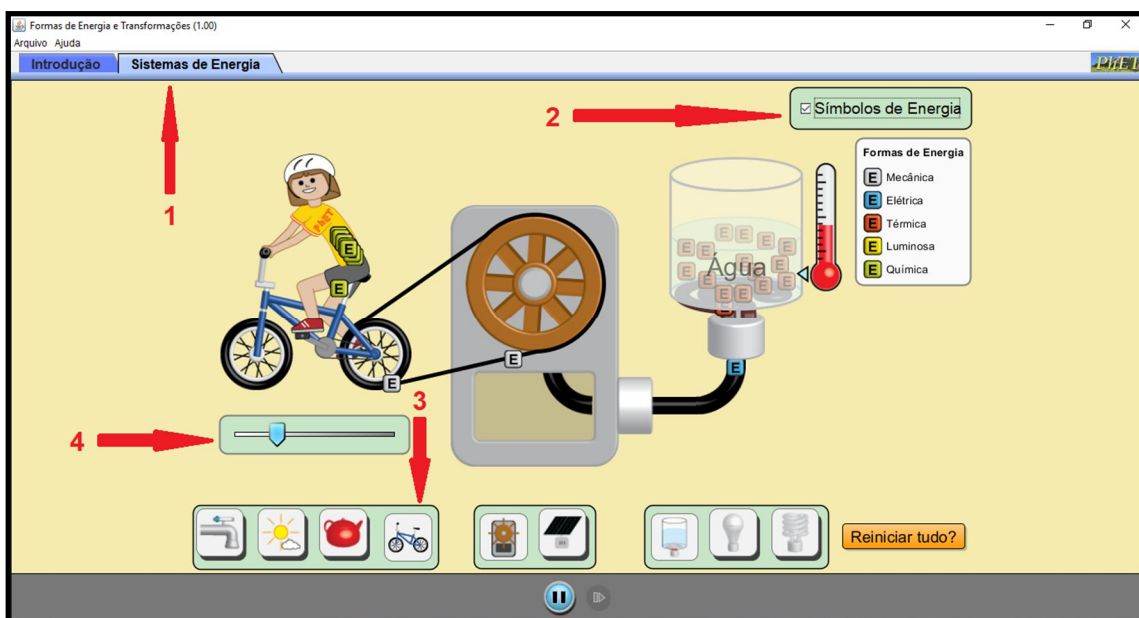 Formas de Energia e Transformações (1.00)
Arquivo Ajuda
Introdução Sistemas de Energia
PhET
1
2
Símbolos de Energia
Formas de Energia
E Mecânica
E Elétrica
E Térmica
E Luminosa
E Química
PhET
E
E
E
E
E
E E E E
E E
E E
E E
E E
E E
Água
3
4
Reiniciar tudo?